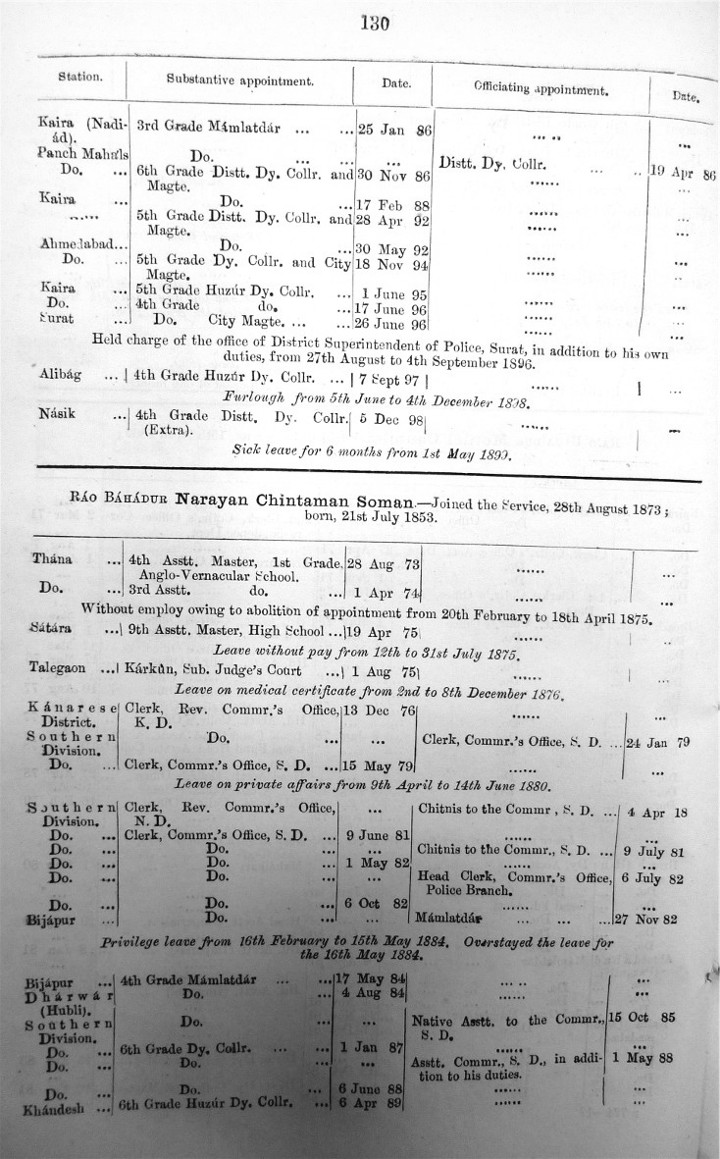 130
Station. Substantive appointment. Date. Officiating appointment. Date.
Kaira (Nadi- 3rd Grade Mámlatdár ... ... 25 Jan 86 ... .. ...
ád).
Panch Maháls Do. ... ... ... Distt. Dy. Collr. ... .. 19 Apr 86
Do. ... 6th Grade Distt. Dy. Collr. and 30 Nov 86 ...... ...
Magte.
Kaira ... Do. ... 17 Feb 88 ...... ...
...... 5th Grade Distt. Dy. Collr. and 28 Apr 92 ...... ...
Magte.
Ahmedabad... Do. ... 30 May 92 ...... ...
Do. ... 5th Grade Dy. Collr. and City 18 Nov 94 ...... ..
Magte.
Kaira ... 5th Grade Huzúr Dy. Collr. ... 1 June 95 ...... ...
Do. ... 4th Grade do. ... 17 June 96 ...... ...
Surat ... Do. City Magte. ... ... 26 June 96 ...... ...
Held charge of the office of District Superintendent of Police, Surat, in addition to his own
duties, from 27th August to 4th September 1896.
Alibág ... 4th Grade Huzúr Dy. Collr. ... 7 Sept 97 ...... ...
Furlough from 5th June to 4th December 1898.
Násik ... 4th Grade Distt. Dy. Collr. 5 Dec 98 ...... ...
(Extra).
Sick leave for 6 months from 1st May 1899.
RÁO BÁHÁDUR Narayan Chintaman Soman.—Joined the Service, 28th August 1873;
born, 21st July 1853.
Thána ... 4th Asstt. Master, 1st Grade 28 Aug 73 ...... ...
Anglo-Vernacular School.
Do. ... 3rd Asstt. do. ... 1 Apr 74 ...... ...
Without employ owing to abolition of appointment from 20th February to 18th April 1875.
Sátára ... 9th Asstt. Master, High School ... 19 Apr 75 ...... ...
Leave without pay from 12th to 31st July 1875.
Talegaon ... Kárkún, Sub. Judge's Court ... 1 Aug 75 ...... ...
Leave on medical certificate from 2nd to 8th December 1876.
Kánarese Clerk, Rev. Commr.'s Office, 13 Dec 76 ...... ...
District. K. D.
Southern Do. ... Clerk, Commr.'s Office, S. D. ... 24 Jan 79
Division.
Do. ... Clerk, Commr.'s Office, S. D. ... 15 May 79 ...... ...
Leave on private affairs from 9th April to 14th June 1880.
Southern Clerk, Rev. Commr.'s Office, ... Chitnis to the Commr, S. D. ... 4 Apr 18
Division. N. D.
Do. ... Clerk, Commr.'s Office, S. D. ... 9 June 81 ...... ...
Do. ... Do. ... Chitnis to the Commr., S. D. ... 9 July 81
Do. ... Do. ... 1 May 82 ...... ...
Do. ... Do. ... ... Head Clerk, Commr.'s Office, 6 July 82
Police Branch.
Do. ... Do. ... 6 Oct 82 ...... ...
Bijápur ... Do. ... ... Mámlatdár ... ... ... 27 Nov 82
Privilege leave from 16th February to 15th May 1884. Overstayed the leave for
the 16th May 1884.
Bijápur ... 4th Grade Mámlatdár ... ... 17 May 84 ... .. ...
Dhárwár Do. ... 4 Aug 84 ...... ...
(Hubli).
Southern Do. ... ... Native Asstt. to the Commr., 15 Oct 85
Division. S. D.
Do. ... 6th Grade Dy. Collr. ... ... 1 Jan 87 ...... ...
Do. ... Do. ... ... Asstt. Commr., S. D., in addi- 1 May 88
tion to his duties.
Do. ... Do. ... 6 June 88 ...... ...
Khándesh ... 6th Grade Huzúr Dy. Collr. ... 6 Apr 89 ...... ...